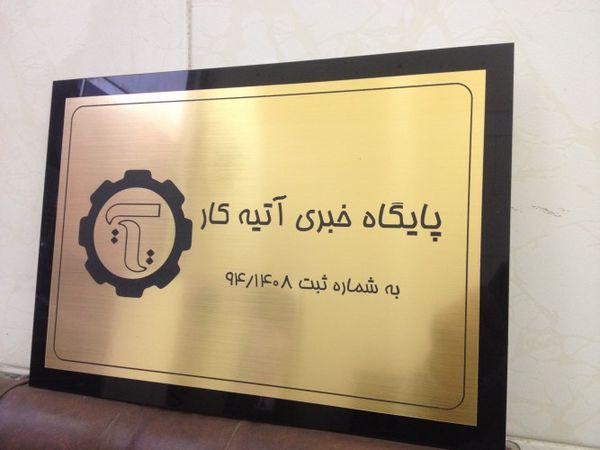 پایگاه خبری آتیه کار
به شماره ثبت ۹۴/۱۴۰۸